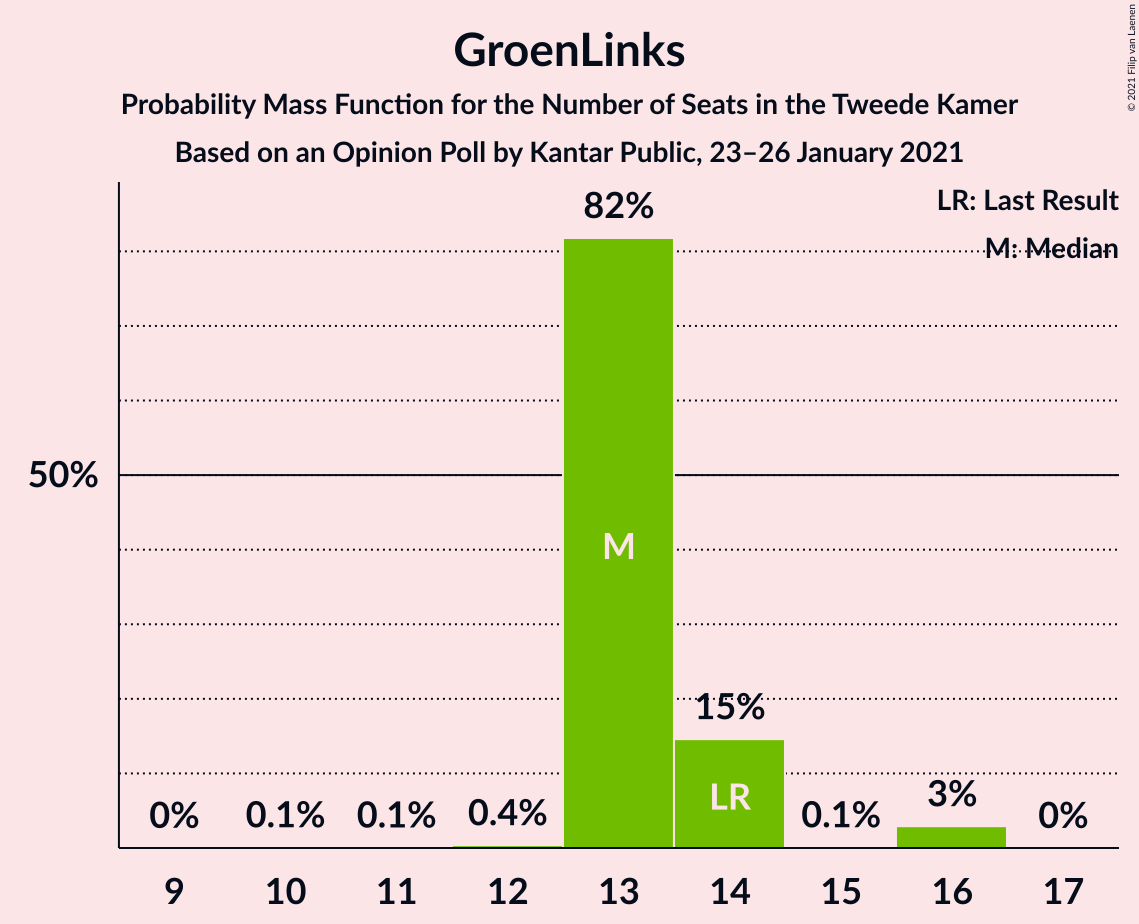 GroenLinks
Probability Mass Function for the Number of Seats in the Tweede Kamer
Based on an Opinion Poll by Kantar Public, 23–26 January 2021
© 2021 Filip van Laenen
LR: Last Result
M: Median
82%
50%
M
15%
LR
0%
0.1%
0.1%
0.4%
0.1%
3%
0%
9
10
11
12
13
14
15
16
17